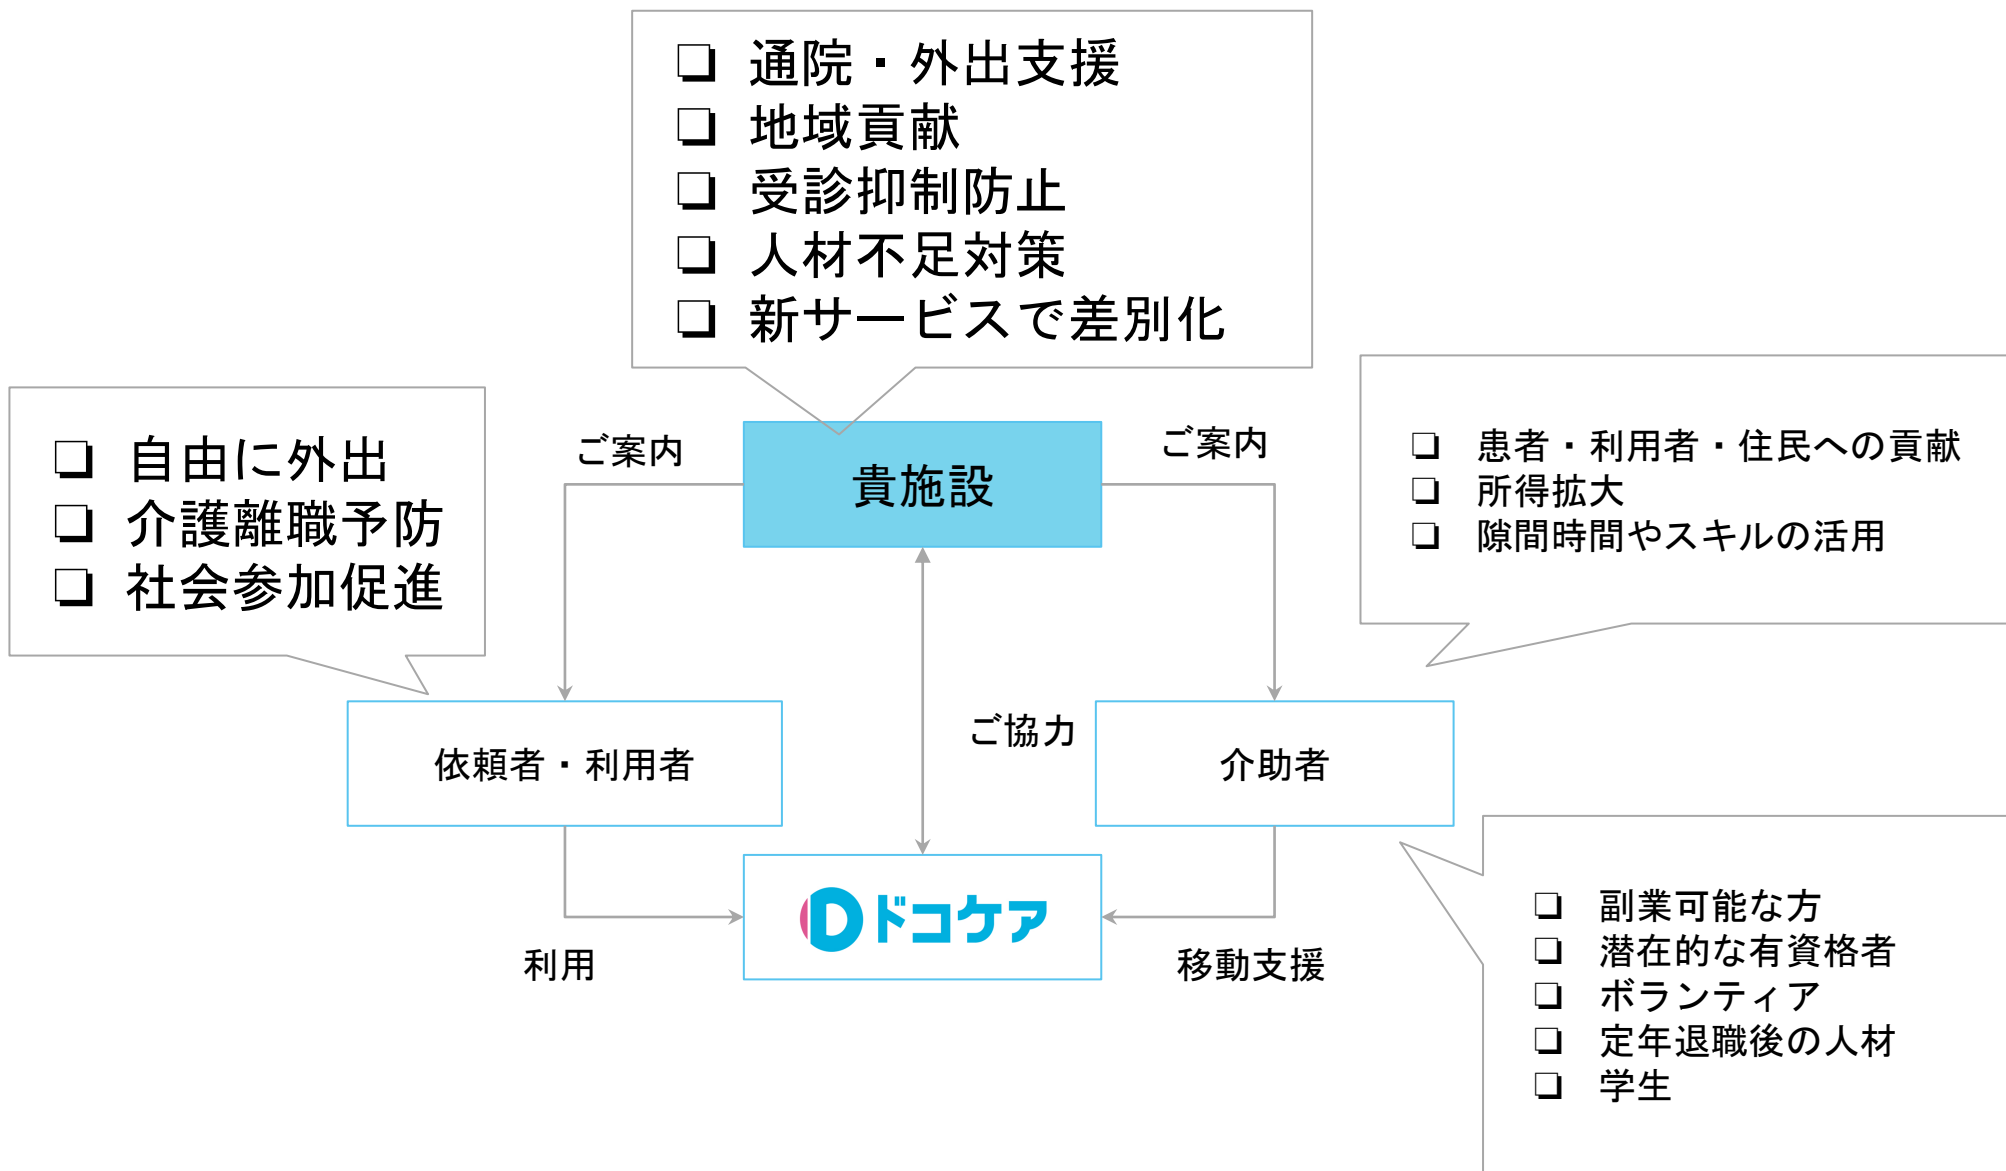 ❏ 通院・外出支援
❏ 地域貢献
❏ 受診抑制防止
❏ 人材不足対策
❏ 新サービスで差別化
❏ 自由に外出
❏ 介護離職予防
❏ 社会参加促進
ご案内
貴施設
ご案内
❏ 患者・利用者・住民への貢献
❏ 所得拡大
❏ 隙間時間やスキルの活用
依頼者・利用者
ご協力
介助者
ドコケア
利用
移動支援
❏ 副業可能な方
❏ 潜在的な有資格者
❏ ボランティア
❏ 定年退職後の人材
❏ 学生